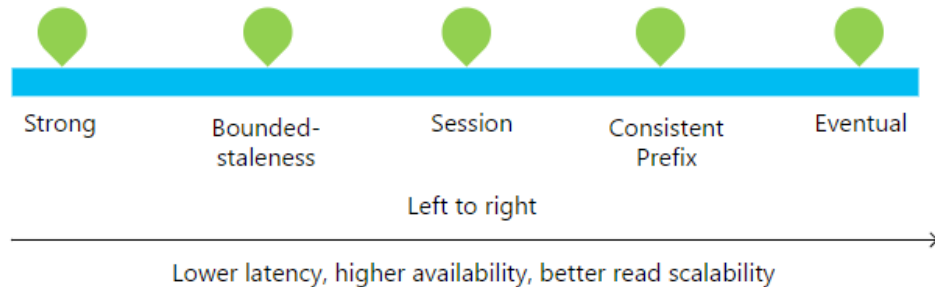 Strong
Bounded-
staleness
Session
Consistent
Prefix
Eventual
Left to right
Lower latency, higher availability, better read scalability